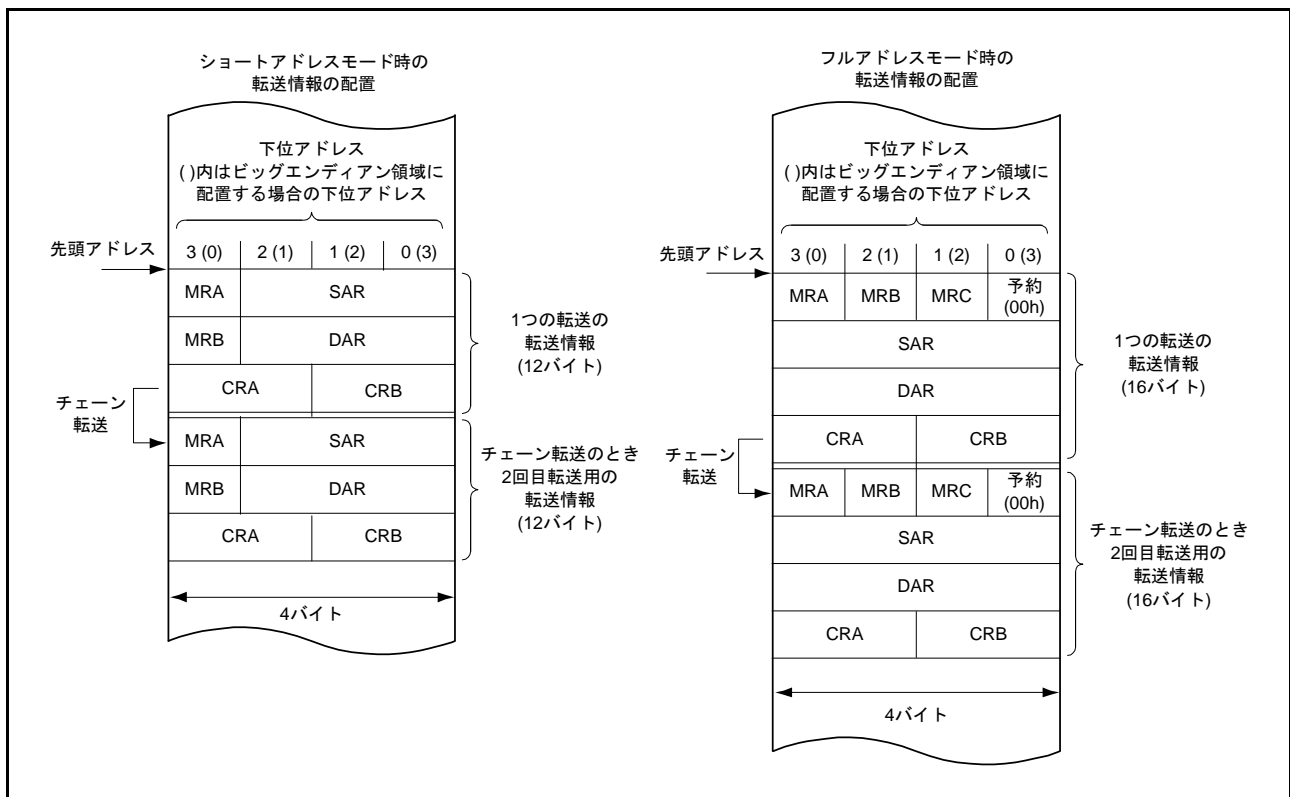 ショートアドレスモード時の
転送情報の配置
下位アドレス
( )内はビッグエンディアン領域に
配置する場合の下位アドレス
先頭アドレス
3 (0) 2 (1) 1 (2) 0 (3)
MRA SAR
MRB DAR
CRA CRB
1つの転送の
転送情報
(12バイト)
チェーン
転送
MRA SAR
MRB DAR
CRA CRB
チェーン転送のとき
2回目転送用の
転送情報
(12バイト)
4バイト
フルアドレスモード時の
転送情報の配置
下位アドレス
( )内はビッグエンディアン領域に
配置する場合の下位アドレス
先頭アドレス
3 (0) 2 (1) 1 (2) 0 (3)
MRA MRB MRC 予約
(00h)
SAR
DAR
CRA CRB
1つの転送の
転送情報
(16バイト)
チェーン
転送
MRA MRB MRC 予約
(00h)
SAR
DAR
CRA CRB
チェーン転送のとき
2回目転送用の
転送情報
(16バイト)
4バイト